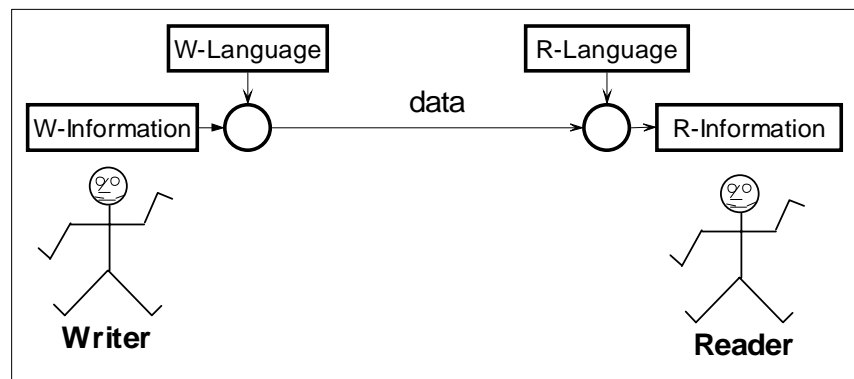 W-Language
R-Language
data
W-Information
R-Information
Writer
Reader